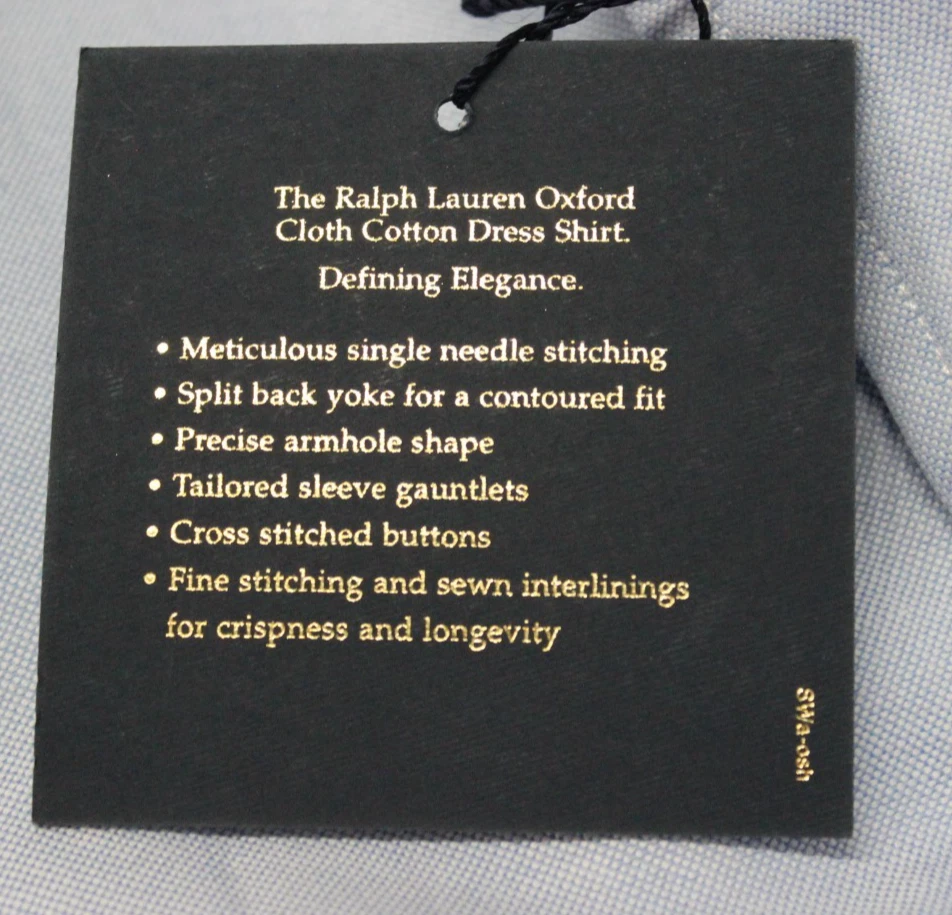 The Ralph Lauren Oxford
Cloth Cotton Dress Shirt.
Defining Elegance.
• Meticulous single needle stitching
• Split back yoke for a contoured fit
• Precise armhole shape
• Tailored sleeve gauntlets
• Cross stitched buttons
• Fine stitching and sewn interlinings
for crispness and longevity
SWa-osh